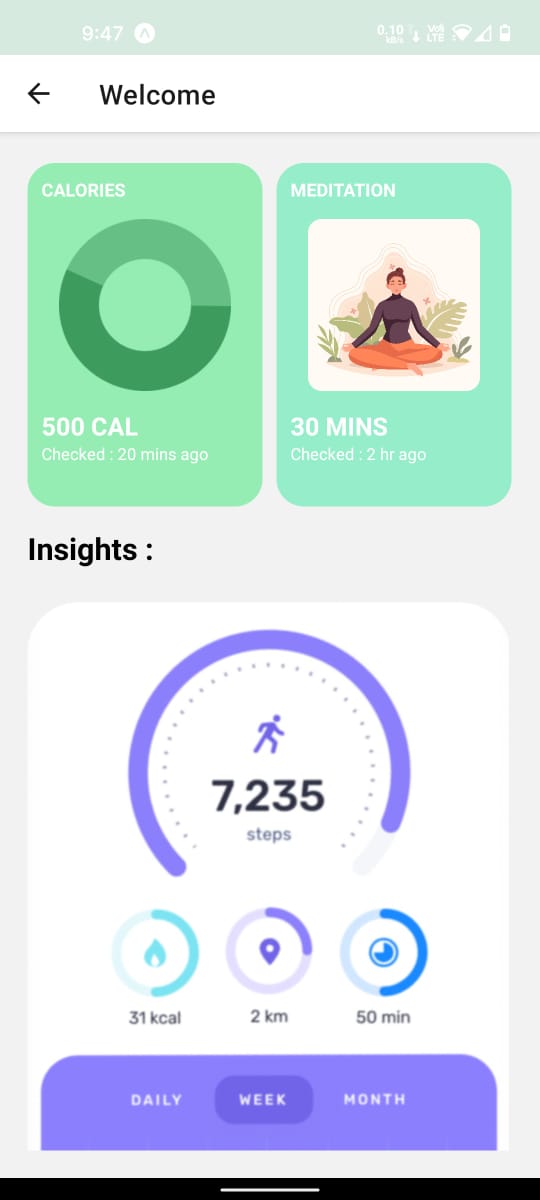 9:47
0.10 kB/s
Vo) LTE
Welcome
CALORIES
MEDITATION
500 CAL
Checked : 20 mins ago
30 MINS
Checked : 2 hr ago
Insights :
7,235
steps
31 kcal
2 km
50 min
DAILY
WEEK
MONTH